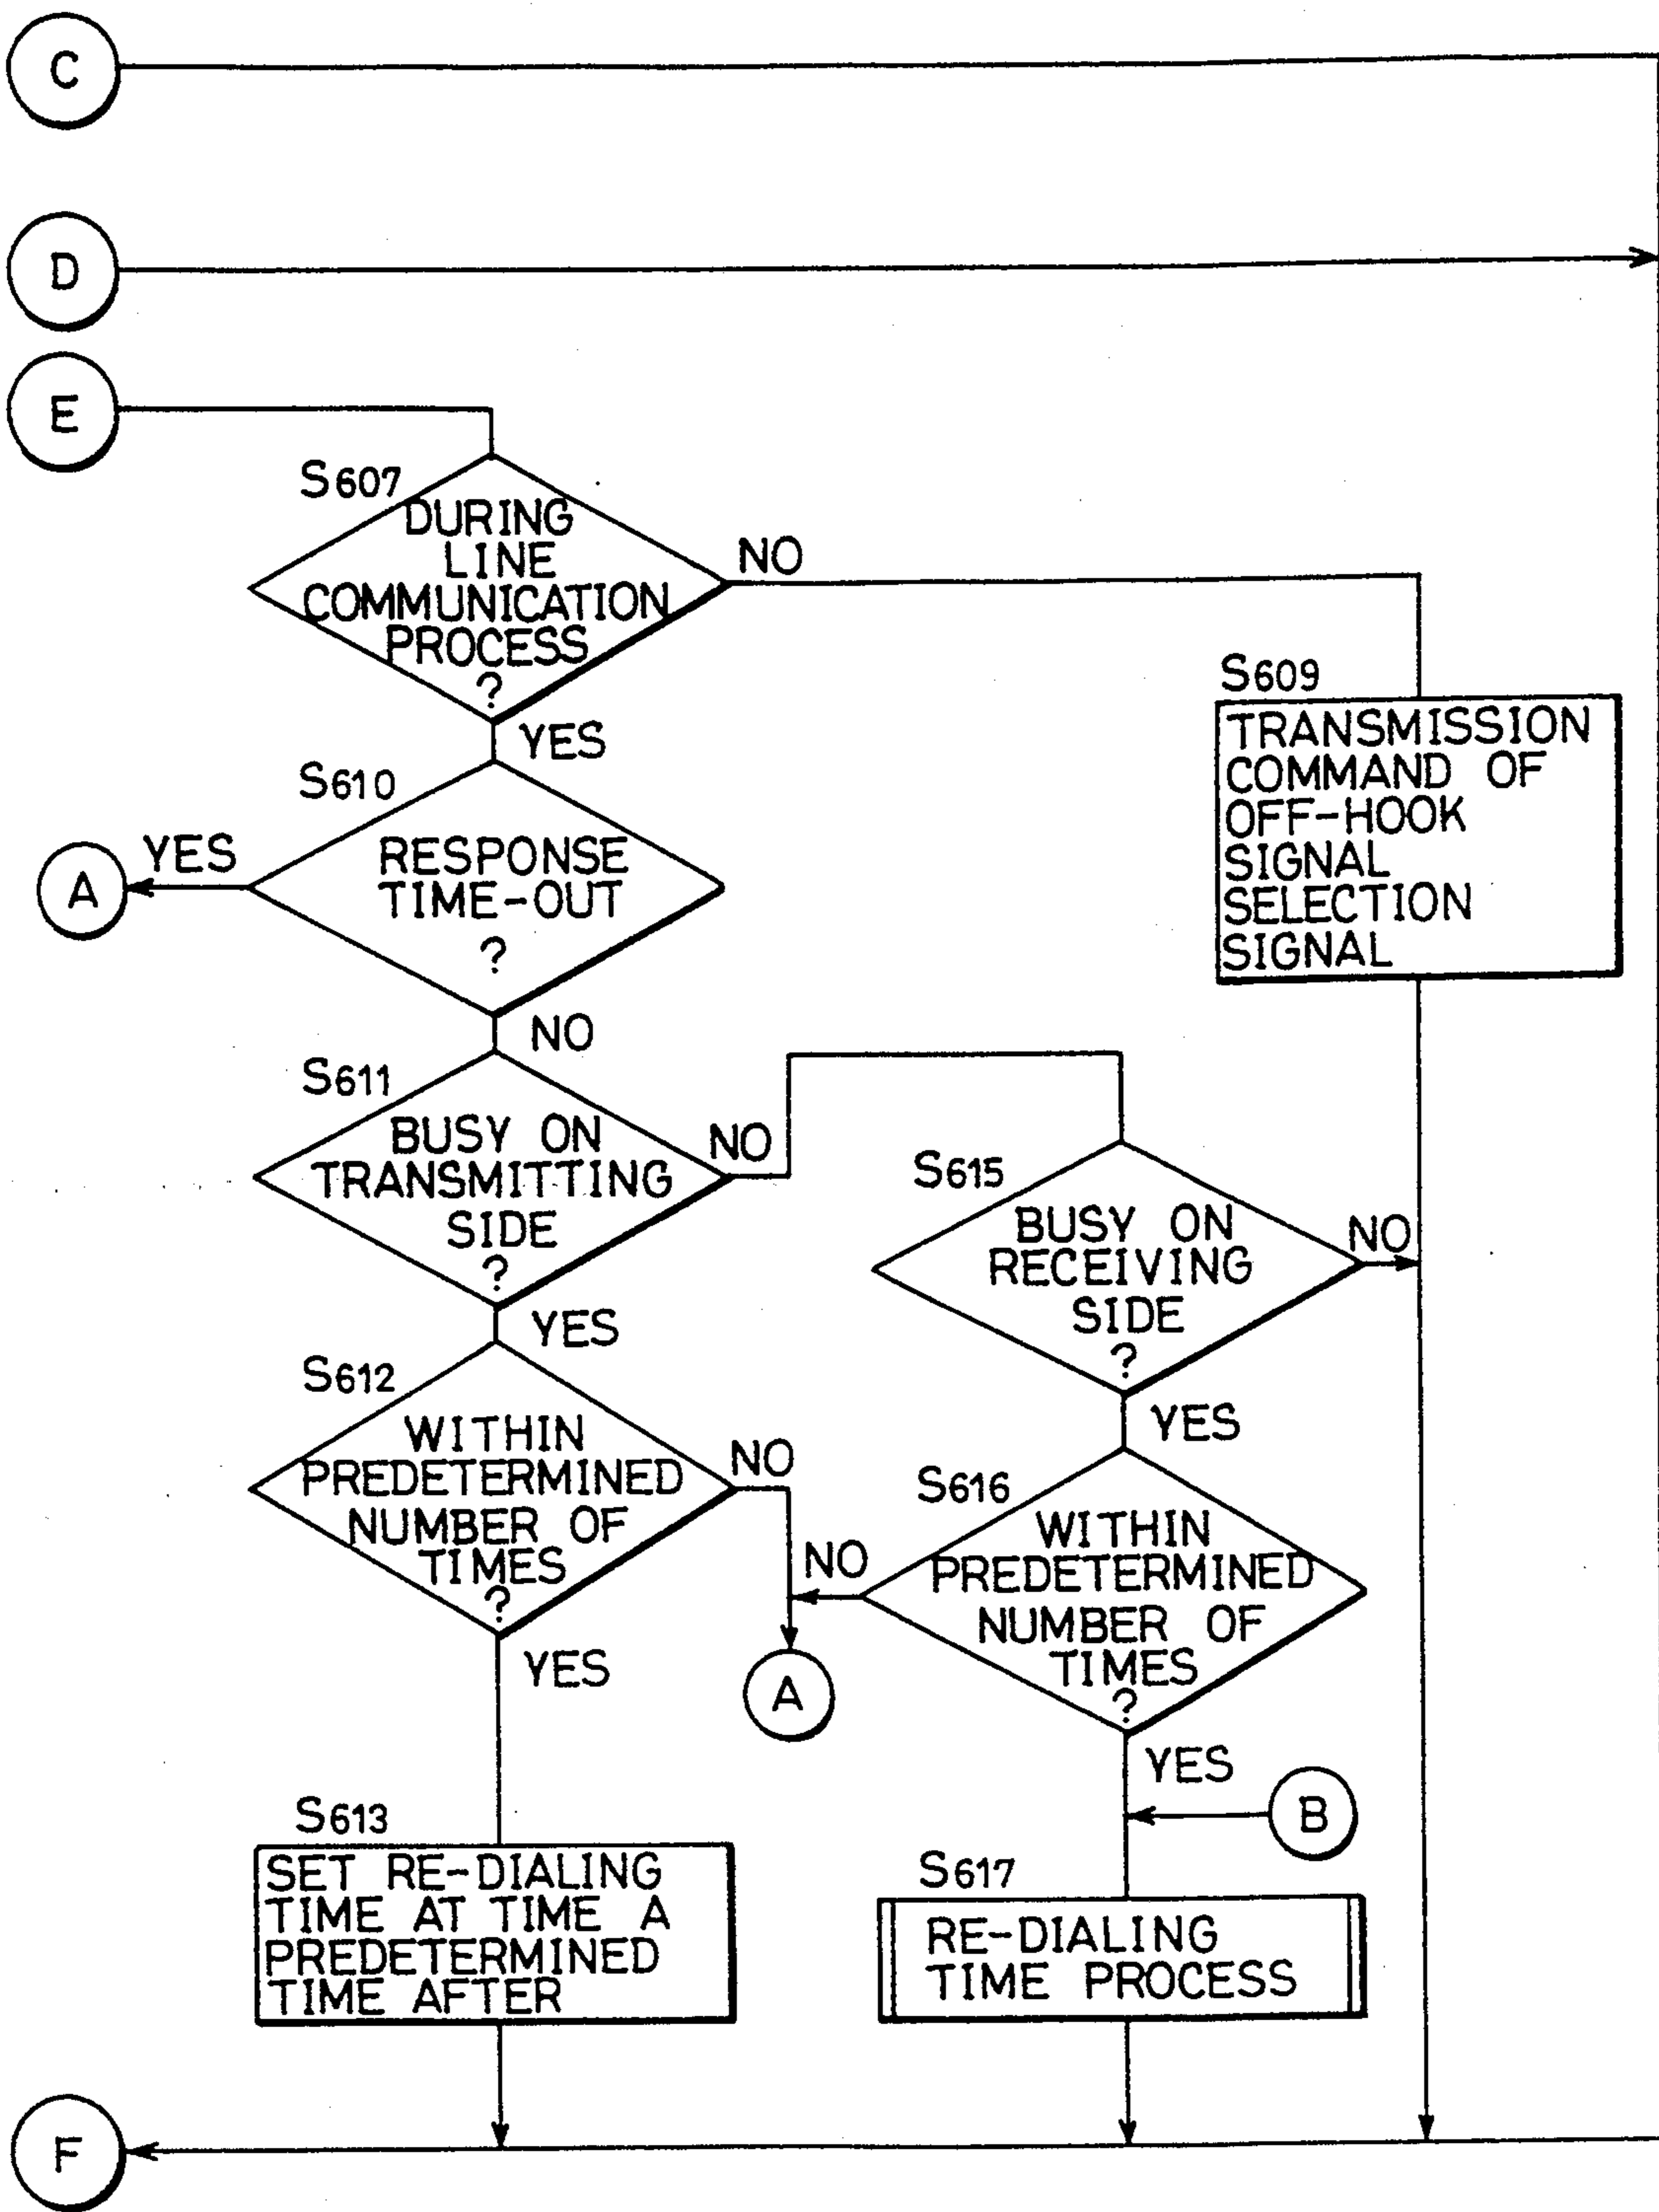 C
D
E
S607
DURING
LINE
COMMUNICATION
PROCESS
?
NO
YES
S609
TRANSMISSION
COMMAND OF
OFF-HOOK
SIGNAL
SELECTION
SIGNAL
S610
RESPONSE
TIME-OUT
?
YES
A
NO
S611
BUSY ON
TRANSMITTING
SIDE
?
NO
YES
S615
BUSY ON
RECEIVING
SIDE
?
NO
YES
S612
WITHIN
PREDETERMINED
NUMBER OF
TIMES
?
NO
YES
S616
WITHIN
PREDETERMINED
NUMBER OF
TIMES
?
NO
A
YES
B
S613
SET RE-DIALING
TIME AT TIME A
PREDETERMINED
TIME AFTER
S617
RE-DIALING
TIME PROCESS
F